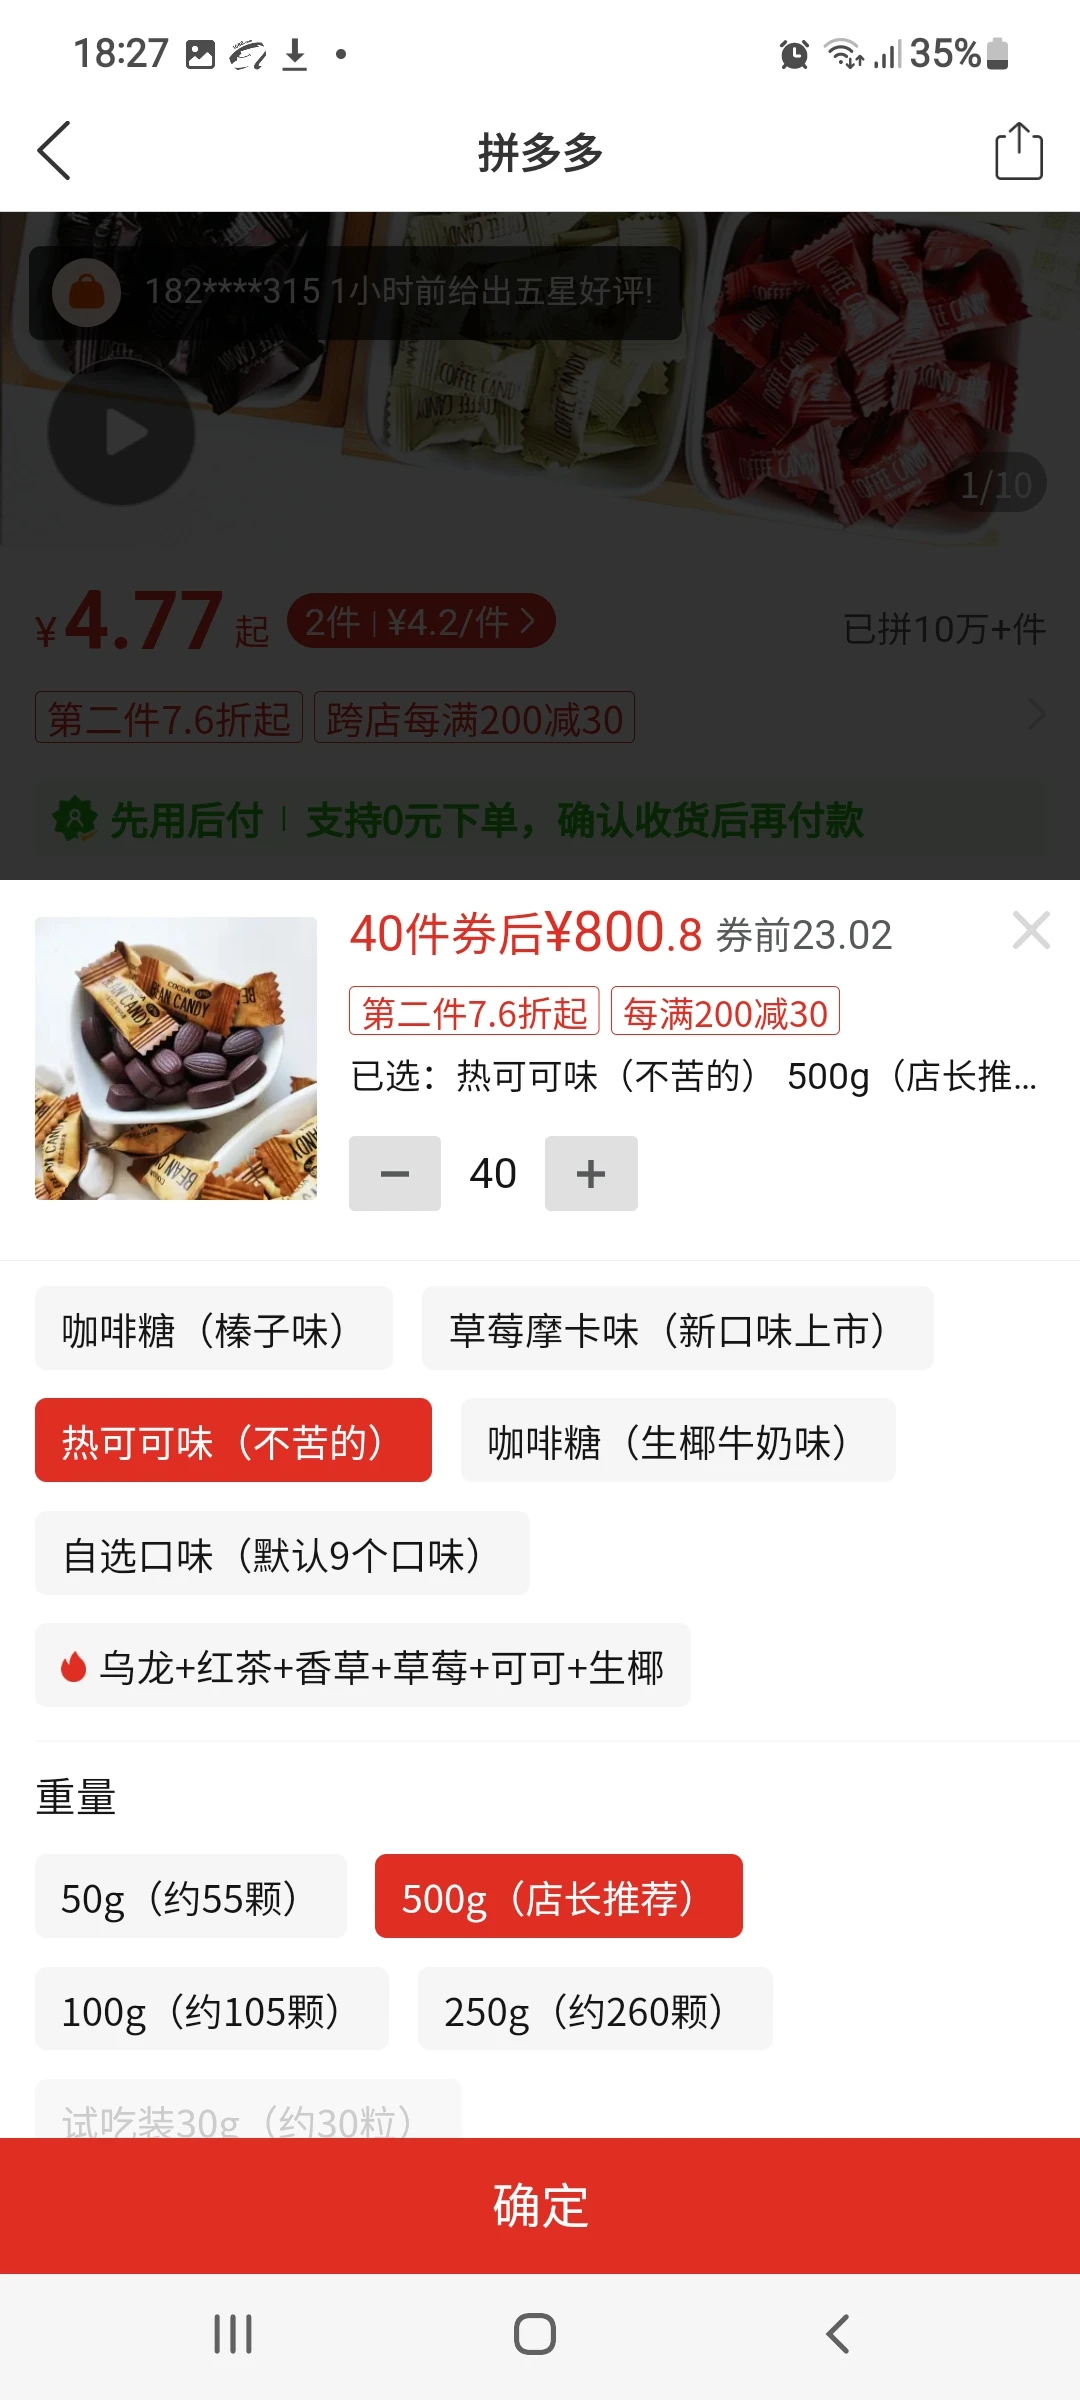 18:27 35%
拼多多
182****315 1小时前给出五星好评!
COFFEE CANDY
1/10
¥4.77 起 2件 | ¥4.2/件 已拼10万+件
第二件7.6折起 跨店每满200减30
先用后付 | 支持0元下单，确认收货后再付款
40件券后¥800.8 券前23.02
第二件7.6折起 每满200减30
已选：热可可味（不苦的） 500g（店长推...
COCOA
BEAN CANDY
− 40 +
咖啡糖（榛子味） 草莓摩卡味（新口味上市）
热可可味（不苦的） 咖啡糖（生椰牛奶味）
自选口味（默认9个口味）
乌龙+红茶+香草+草莓+可可+生椰
重量
50g（约55颗） 500g（店长推荐）
100g（约105颗） 250g（约260颗）
试吃装30g（约30粒）
确定